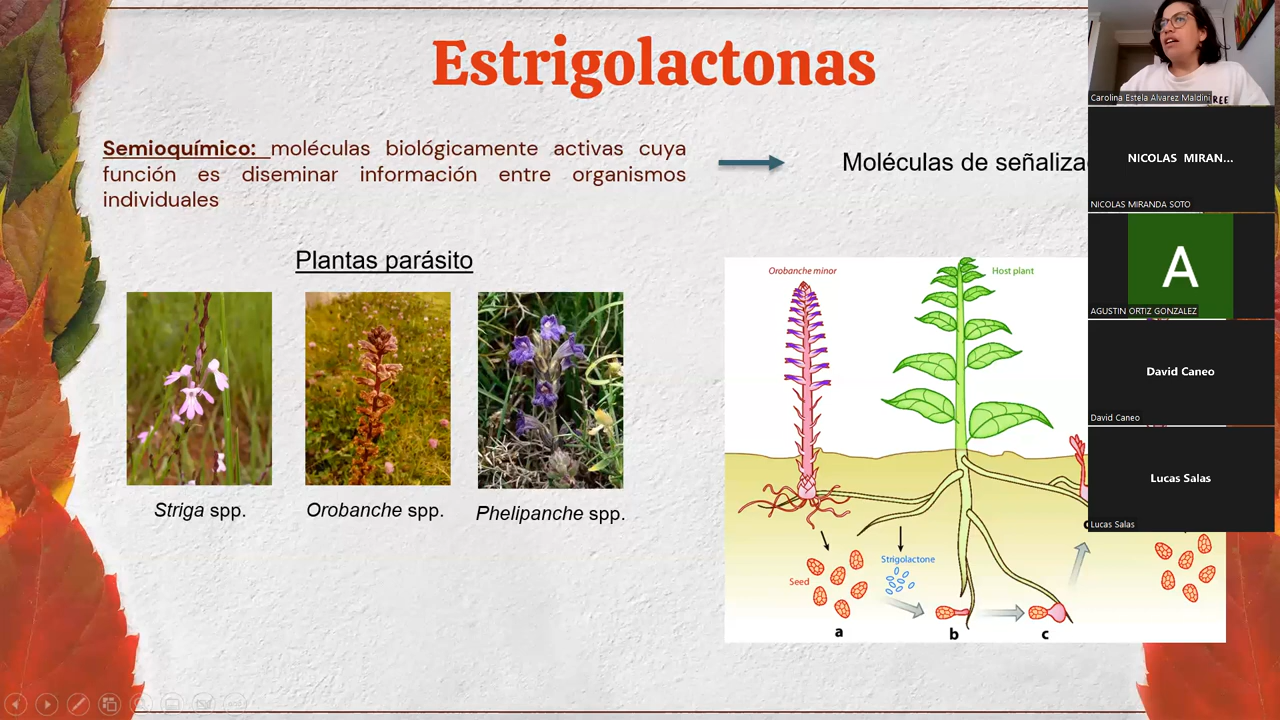 Estrigolactonas
Semioquímico: moléculas biológicamente activas cuya
función es diseminar información entre organismos
individuales
Moléculas de
Plantas parásito
Striga spp.
Orobanche spp.
Phelipanche spp.
Orobanche minor
Host plant
Seed
Strigolactone
a
b
c
Carolina Estela Alvarez Maldini
NICOLAS MIRAN...
NICOLAS MIRANDA SOTO
A
AGUSTIN ORTIZ GONZALEZ
David Caneo
David Caneo
Lucas Salas
Lucas Salas